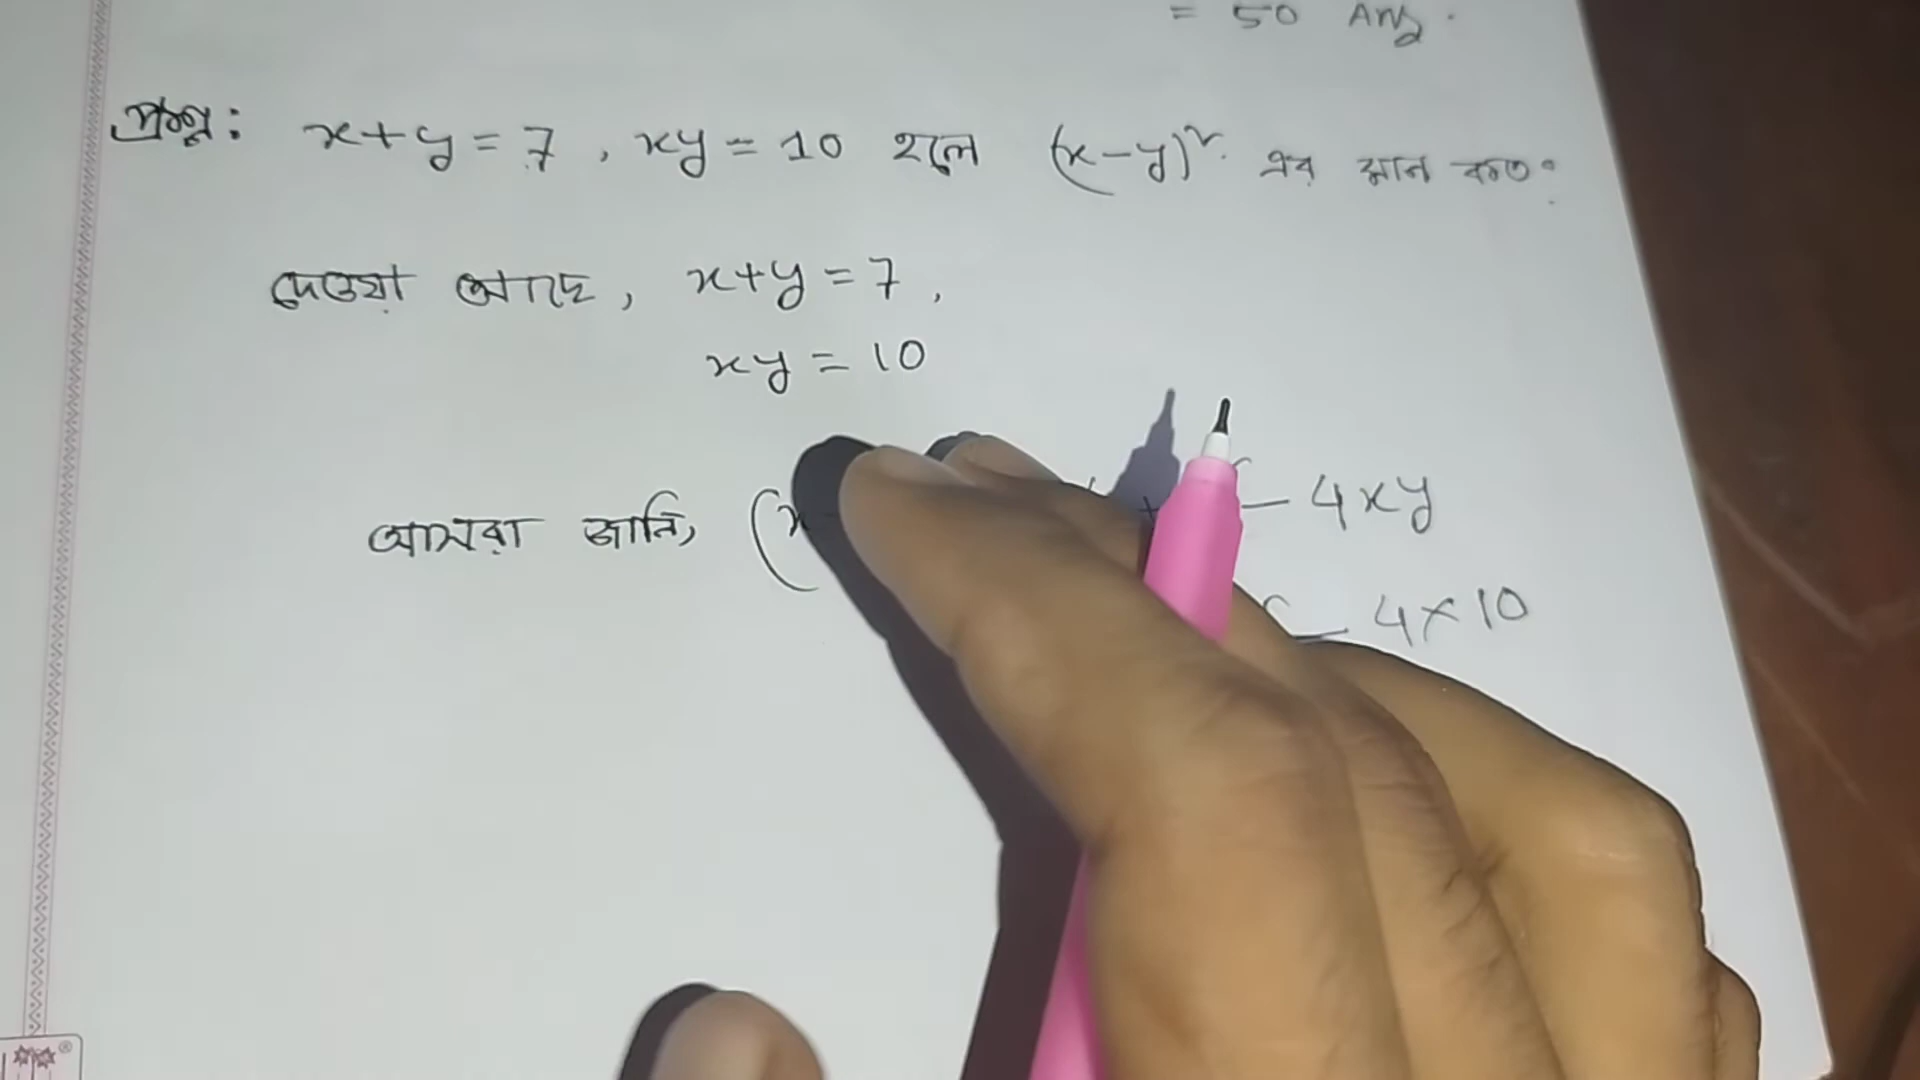 = 50 Ans.
প্রশ্ন: x+y = 7, xy = 10 হলে (x-y)² এর মান কত?
দেওয়া আছে, x+y = 7,
xy = 10
আমরা জানি, (x - 4xy
- 4×10